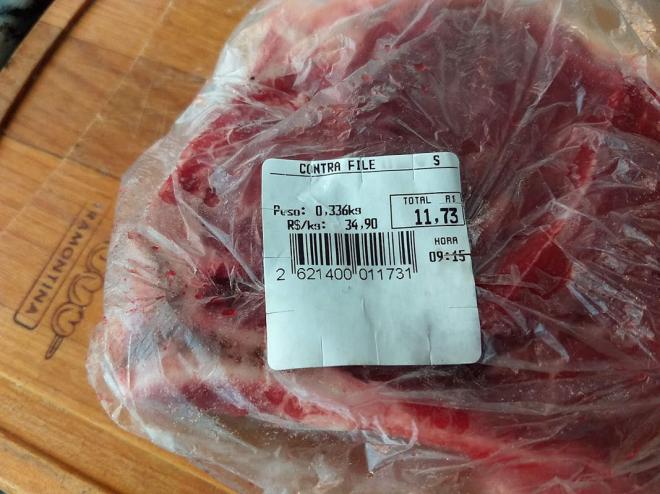 CONTRA FILE S
TOTAL R$
Peso: 0,336kg
11,73
R$/kg: 34,90
HORA
09:15
2 621400 011731
TRAMONTINA